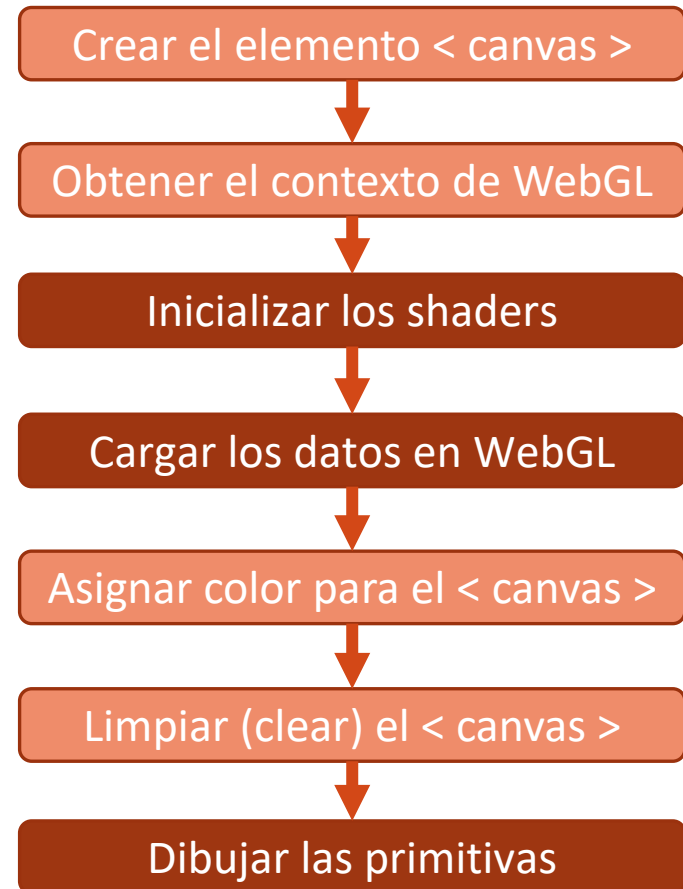 Crear el elemento < canvas >
Obtener el contexto de WebGL
Inicializar los shaders
Cargar los datos en WebGL
Asignar color para el < canvas >
Limpiar (clear) el < canvas >
Dibujar las primitivas